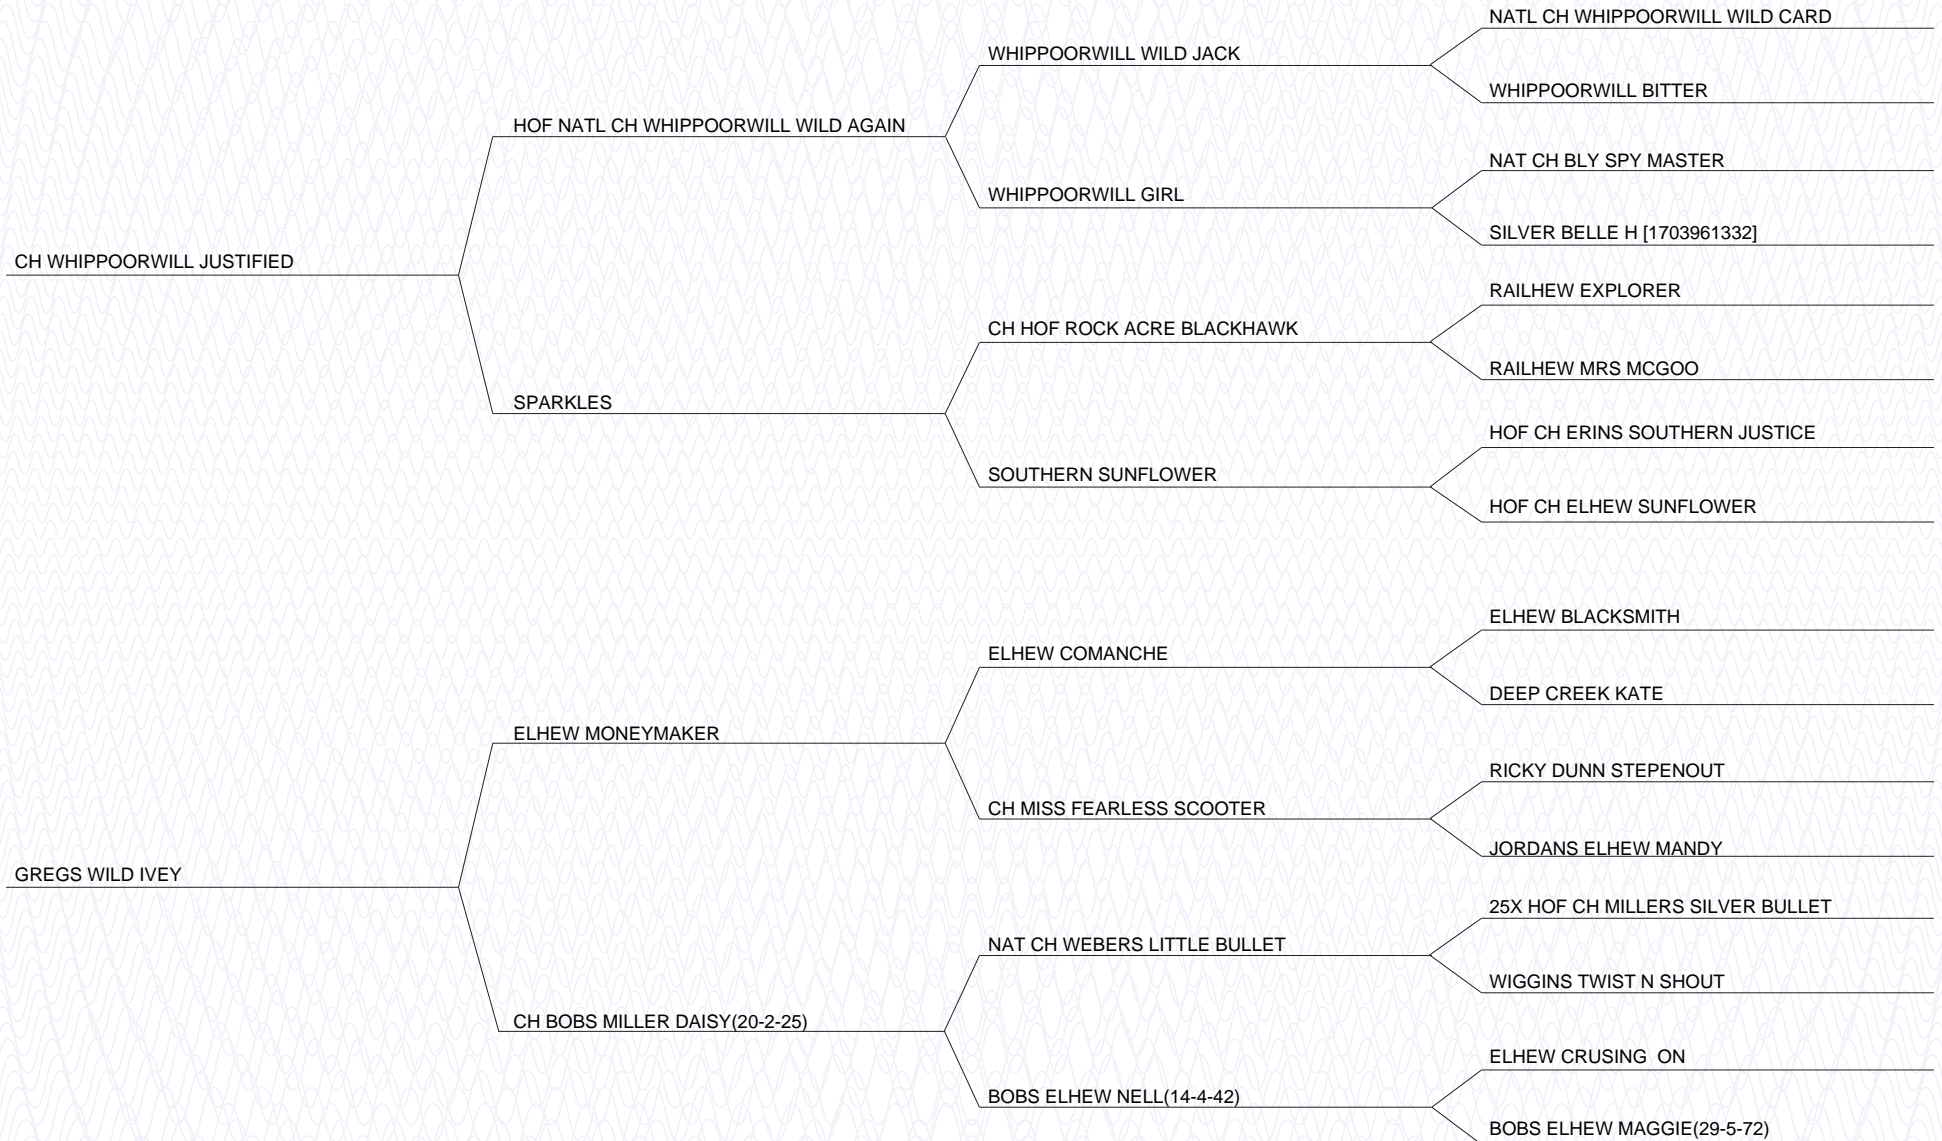 NATL CH WHIPPOORWILL WILD CARD
WHIPPOORWILL WILD JACK
WHIPPOORWILL BITTER
HOF NATL CH WHIPPOORWILL WILD AGAIN
NAT CH BLY SPY MASTER
WHIPPOORWILL GIRL
SILVER BELLE H [1703961332]
CH WHIPPOORWILL JUSTIFIED
RAILHEW EXPLORER
CH HOF ROCK ACRE BLACKHAWK
RAILHEW MRS MCGOO
SPARKLES
HOF CH ERINS SOUTHERN JUSTICE
SOUTHERN SUNFLOWER
HOF CH ELHEW SUNFLOWER
ELHEW BLACKSMITH
ELHEW COMANCHE
DEEP CREEK KATE
ELHEW MONEYMAKER
RICKY DUNN STEPENOUT
CH MISS FEARLESS SCOOTER
JORDANS ELHEW MANDY
GREGS WILD IVEY
25X HOF CH MILLERS SILVER BULLET
NAT CH WEBERS LITTLE BULLET
WIGGINS TWIST N SHOUT
CH BOBS MILLER DAISY(20-2-25)
ELHEW CRUSING  ON
BOBS ELHEW NELL(14-4-42)
BOBS ELHEW MAGGIE(29-5-72)